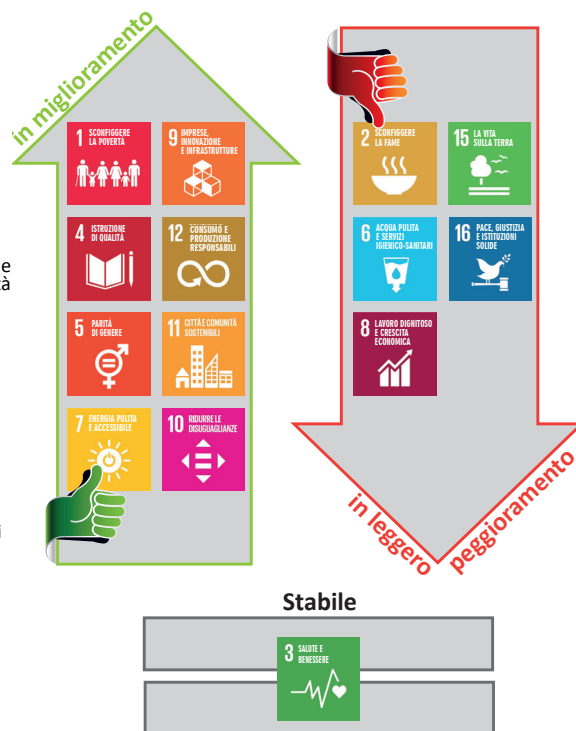 in miglioramento
1 SCONFIGGERE
LA POVERTÀ
9 IMPRESE,
INNOVAZIONE
E INFRASTRUTTURE
4 ISTRUZIONE
DI QUALITÀ
12 CONSUMO E
PRODUZIONE
RESPONSABILI
5 PARITÀ
DI GENERE
11 CITTÀ E COMUNITÀ
SOSTENIBILI
7 ENERGIA PULITA
E ACCESSIBILE
10 RIDURRE LE
DISUGUAGLIANZE
e
tà
i
2 SCONFIGGERE
LA FAME
15 LA VITA
SULLA TERRA
6 ACQUA PULITA
E SERVIZI
IGIENICO-SANITARI
16 PACE, GIUSTIZIA
E ISTITUZIONI
SOLIDE
8 LAVORO DIGNITOSO
E CRESCITA
ECONOMICA
in leggero
peggioramento
Stabile
3 SALUTE E
BENESSERE